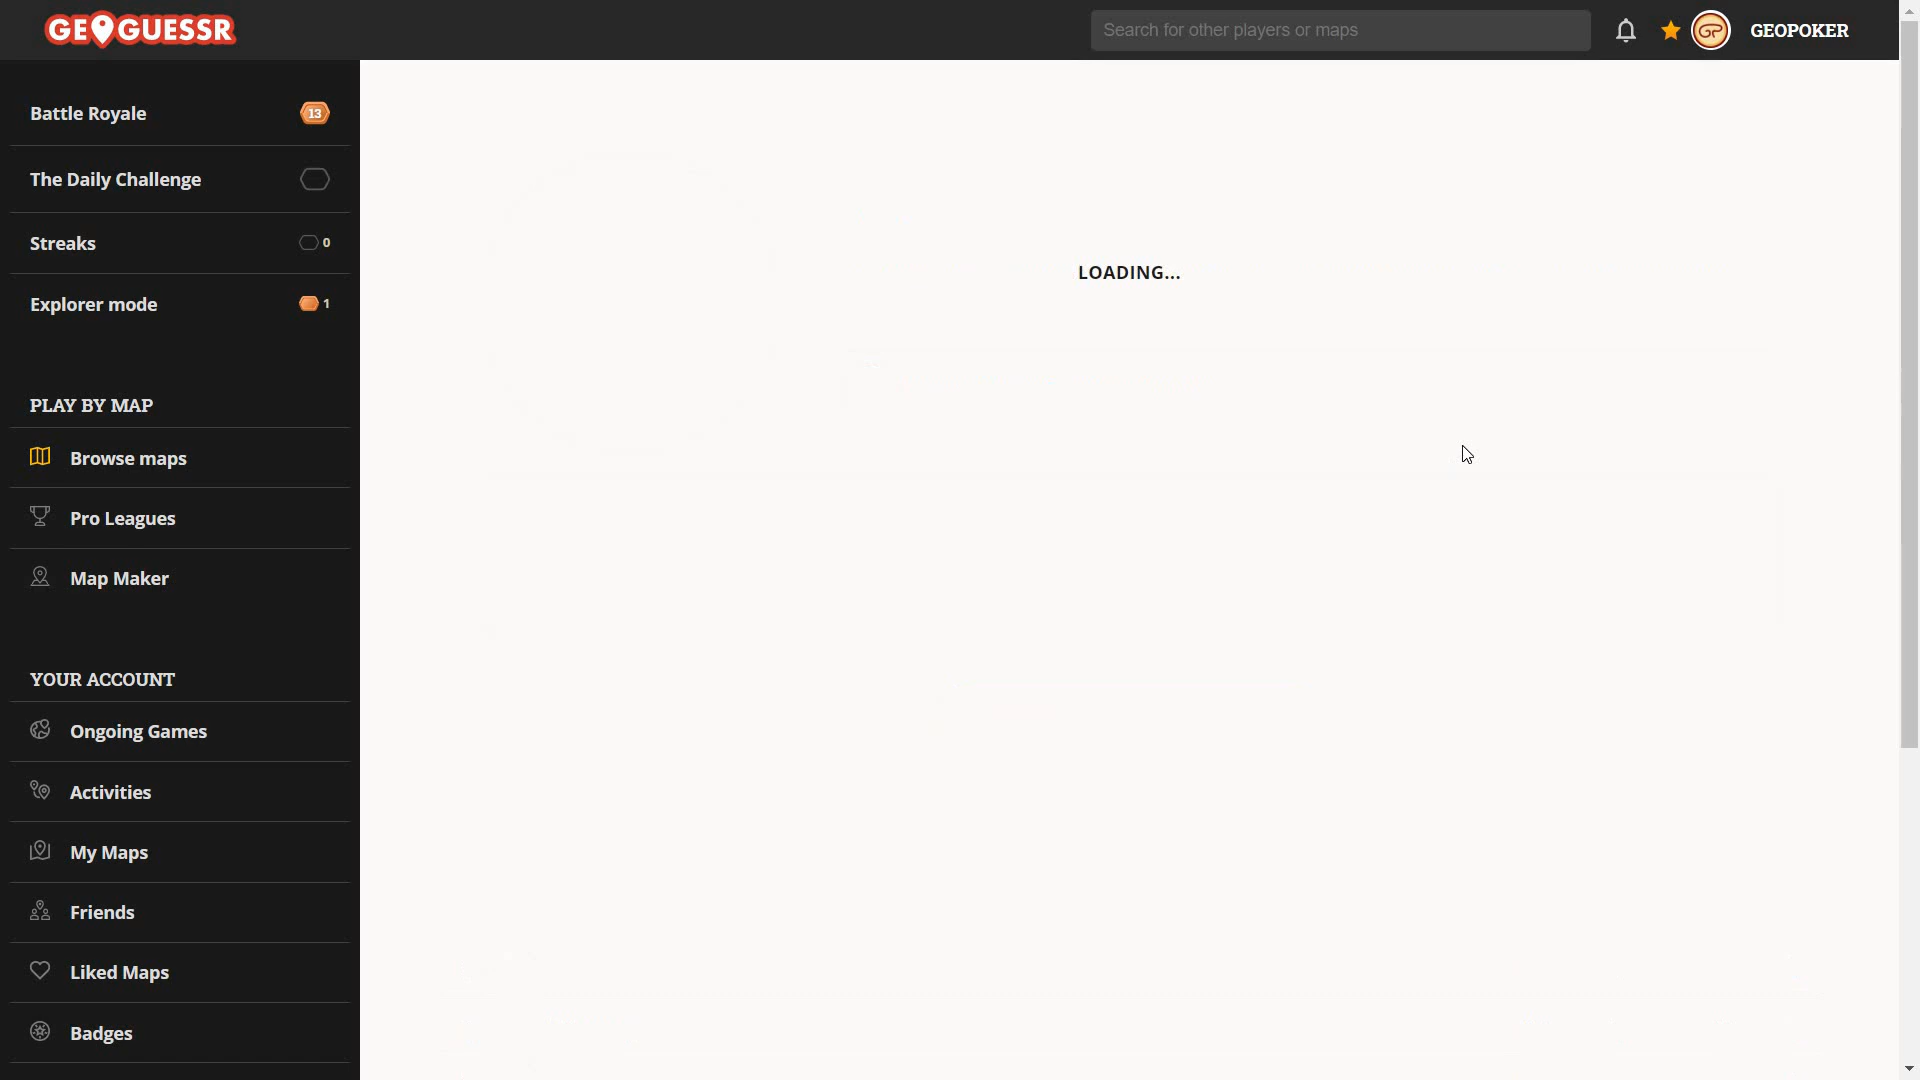 GEOGUESSR
Search for other players or maps
GP
GEOPOKER
Battle Royale
13
The Daily Challenge
Streaks
0
Explorer mode
1
PLAY BY MAP
Browse maps
Pro Leagues
Map Maker
YOUR ACCOUNT
Ongoing Games
Activities
My Maps
Friends
Liked Maps
Badges
LOADING...